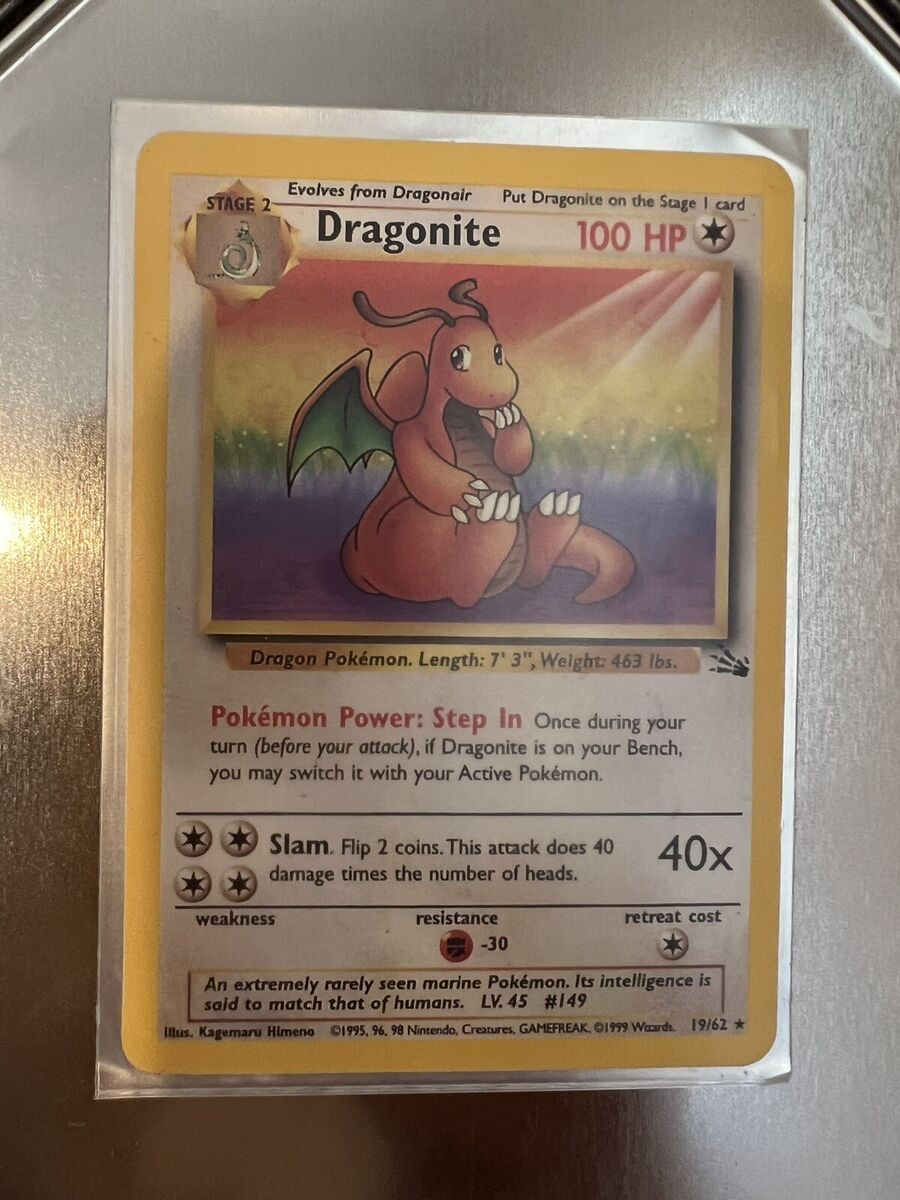 STAGE 2
Evolves from Dragonair
Put Dragonite on the Stage 1 card
Dragonite
100 HP
Dragon Pokémon. Length: 7' 3", Weight: 463 lbs.
Pokémon Power: Step In Once during your
turn (before your attack), if Dragonite is on your Bench,
you may switch it with your Active Pokémon.
Slam. Flip 2 coins. This attack does 40
damage times the number of heads.
40x
weakness
resistance
retreat cost
-30
An extremely rarely seen marine Pokémon. Its intelligence is
said to match that of humans. LV. 45 #149
Illus. Kagemaru Himeno ©1995, 96, 98 Nintendo, Creatures, GAMEFREAK, ©1999 Wizards. 19/62 ★